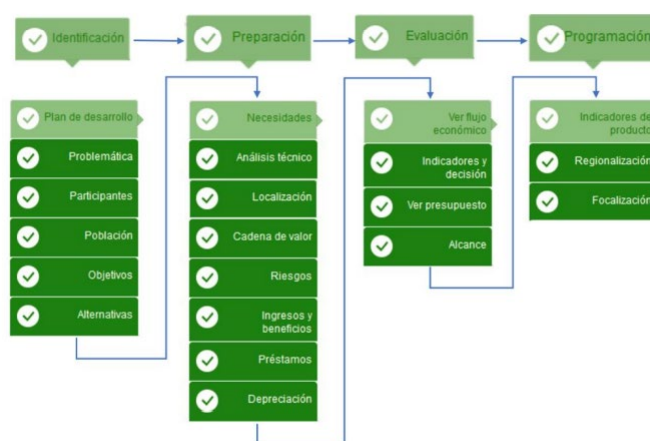 Identificación
Preparación
Evaluación
Programación
Plan de desarrollo
Problemática
Participantes
Población
Objetivos
Alternativas
Necesidades
Análisis técnico
Localización
Cadena de valor
Riesgos
Ingresos y
beneficios
Préstamos
Depreciación
Ver flujo
económico
Indicadores y
decisión
Ver presupuesto
Alcance
Indicadores de
producto
Regionalización
Focalización